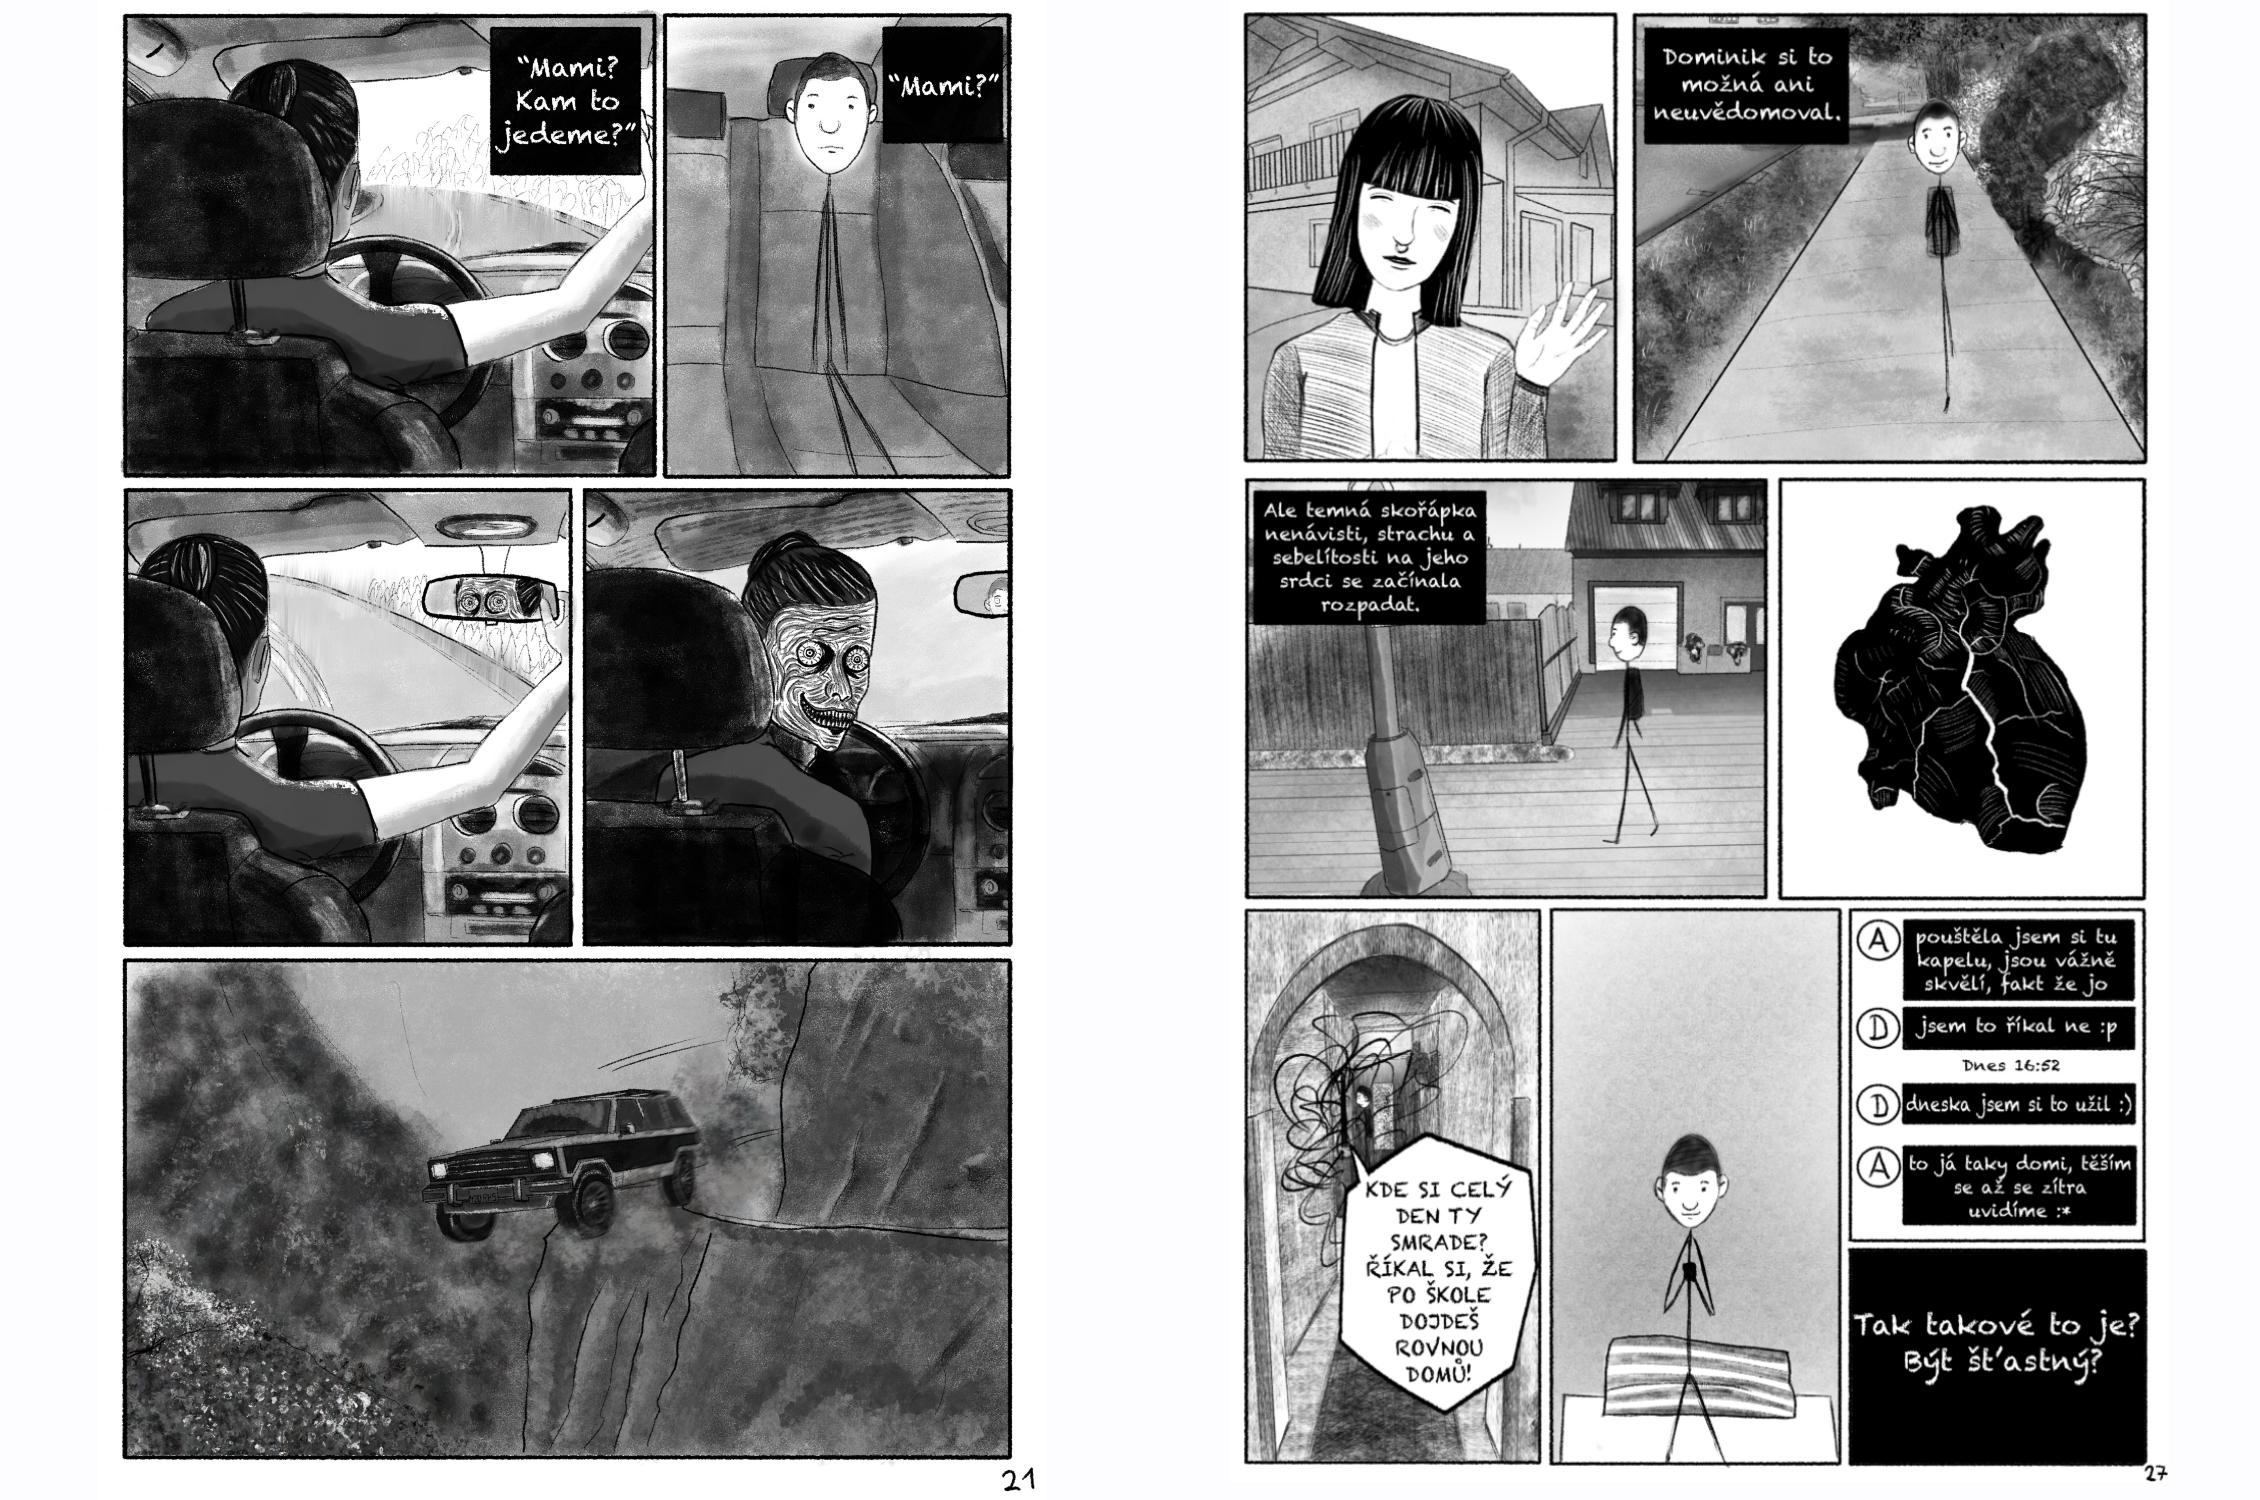 “Mami?
Kam to
jedeme?”
“Mami?”
21
Dominik si to
možná ani
neuvědomoval.
Ale temná skořápka
nenávisti, strachu a
sebelítosti na jeho
srdci se začínala
rozpadat.
KDE SI CELÝ
DEN TY
SMRADE?
ŘÍKAL SI, ŽE
PO ŠKOLE
DOJDEŠ
ROVNOU
DOMŮ!
A
pouštěla jsem si tu
kapelu, jsou vážně
skvělí, fakt že jo
D
jsem to říkal ne :p
Dnes 16:52
D
dneska jsem si to užil :)
A
to já taky domi, těším
se až se zítra
uvidíme :*
Tak takové to je?
Být šťastný?
27